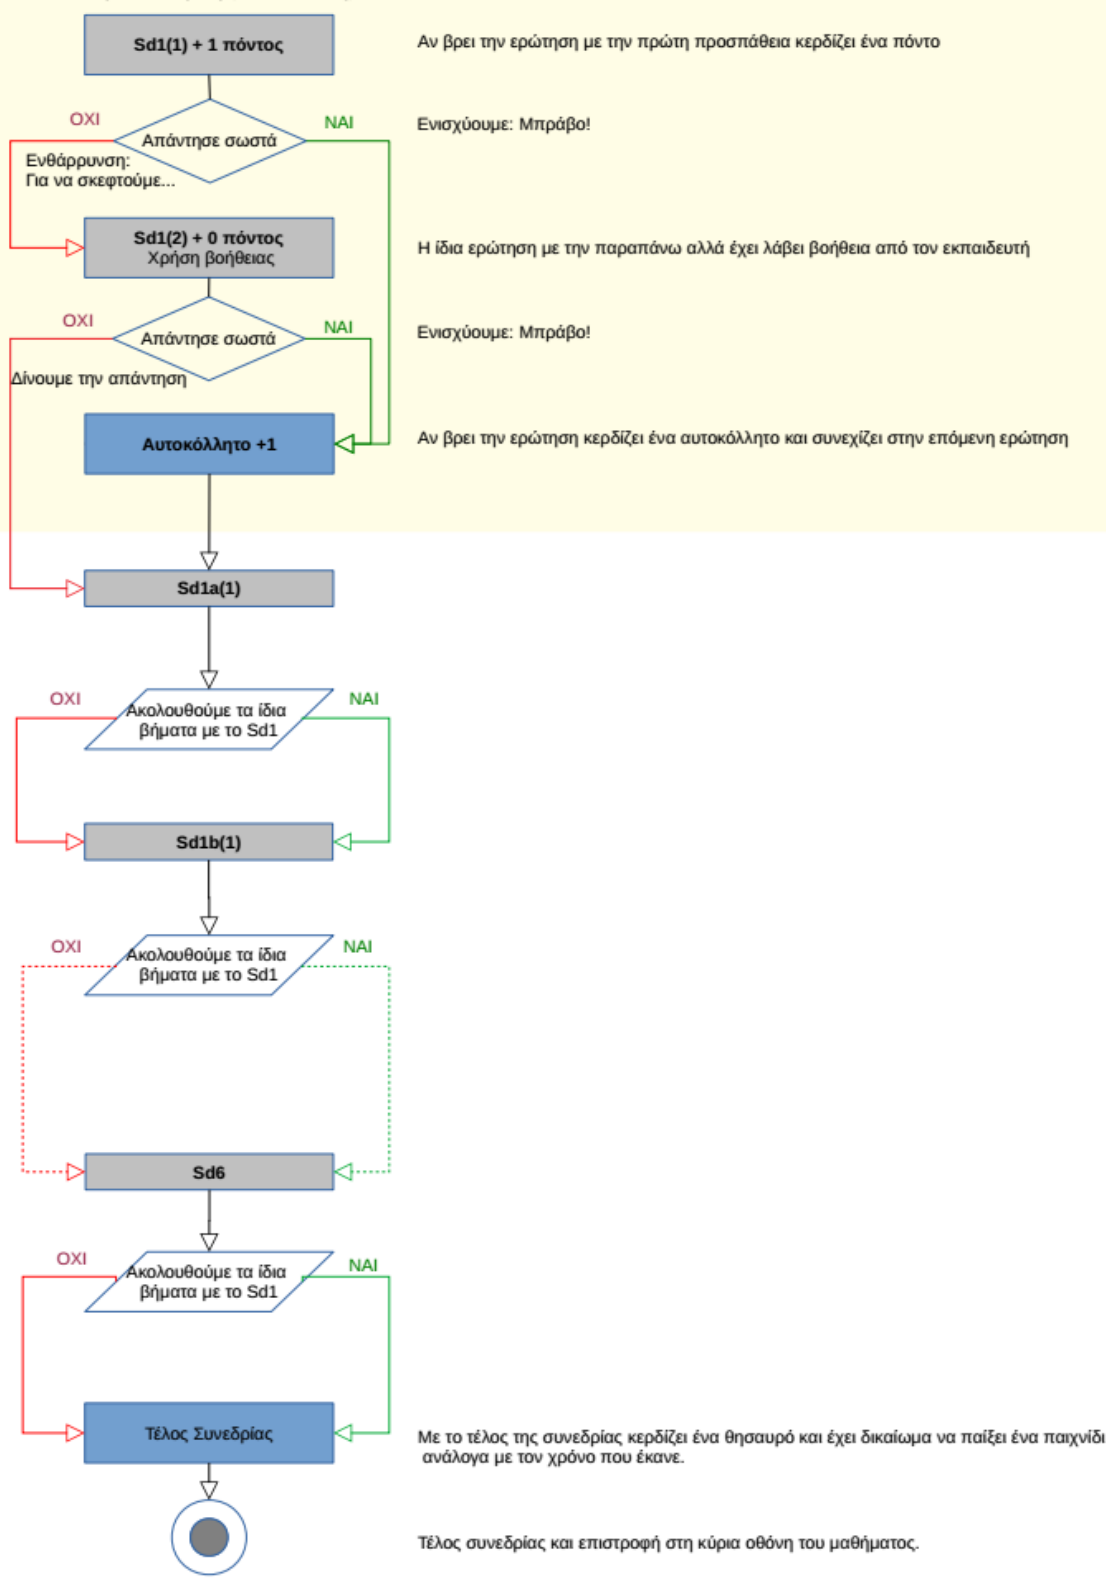 Sd1(1) + 1 πόντος
Αν βρει την ερώτηση με την πρώτη προσπάθεια κερδίζει ένα πόντο
ΟΧΙ
ΝΑΙ
Ενισχύουμε: Μπράβο!
Απάντησε σωστά
Ενθάρρυνση:
Για να σκεφτούμε...
Sd1(2) + 0 πόντος
Χρήση βοήθειας
Η ίδια ερώτηση με την παραπάνω αλλά έχει λάβει βοήθεια από τον εκπαιδευτή
ΟΧΙ
ΝΑΙ
Ενισχύουμε: Μπράβο!
Απάντησε σωστά
Δίνουμε την απάντηση
Αυτοκόλλητο +1
Αν βρει την ερώτηση κερδίζει ένα αυτοκόλλητο και συνεχίζει στην επόμενη ερώτηση
Sd1a(1)
ΟΧΙ
ΝΑΙ
Ακολουθούμε τα ίδια
βήματα με το Sd1
Sd1b(1)
ΟΧΙ
ΝΑΙ
Ακολουθούμε τα ίδια
βήματα με το Sd1
Sd6
ΟΧΙ
ΝΑΙ
Ακολουθούμε τα ίδια
βήματα με το Sd1
Τέλος Συνεδρίας
Με το τέλος της συνεδρίας κερδίζει ένα θησαυρό και έχει δικαίωμα να παίξει ένα παιχνίδι
ανάλογα με τον χρόνο που έκανε.
Τέλος συνεδρίας και επιστροφή στη κύρια οθόνη του μαθήματος.